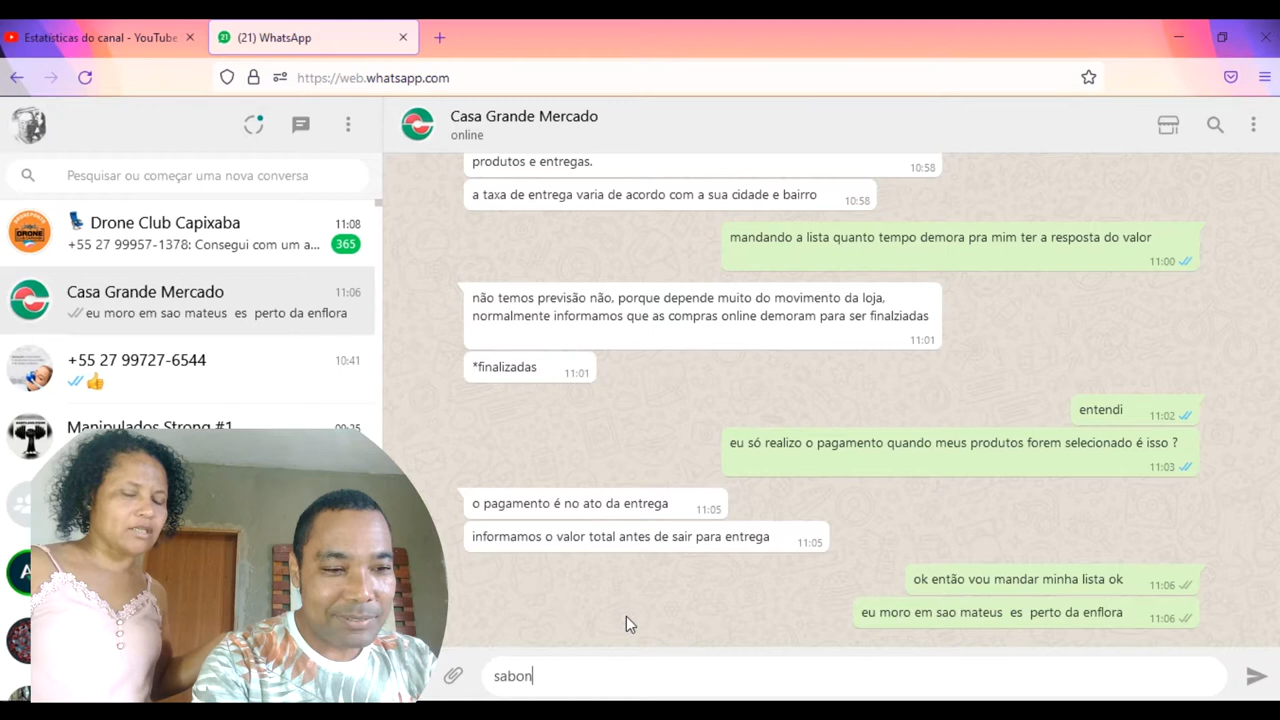 Estatísticas do canal - YouTube
(21) WhatsApp
https://web.whatsapp.com
Pesquisar ou começar uma nova conversa
Drone Club Capixaba 11:08
+55 27 99957-1378: Consegui com um a... 365
Casa Grande Mercado 11:06
eu moro em sao mateus es perto da enflora
+55 27 99727-6544 10:41
Manipulados Strong #1
Casa Grande Mercado
online
produtos e entregas. 10:58
a taxa de entrega varia de acordo com a sua cidade e bairro 10:58
mandando a lista quanto tempo demora pra mim ter a resposta do valor
11:00
não temos previsão não, porque depende muito do movimento da loja,
normalmente informamos que as compras online demoram para ser finalziadas
11:01
*finalizadas 11:01
entendi 11:02
eu só realizo o pagamento quando meus produtos forem selecionado é isso ?
11:03
o pagamento é no ato da entrega 11:05
informamos o valor total antes de sair para entrega 11:05
ok então vou mandar minha lista ok 11:06
eu moro em sao mateus es perto da enflora 11:06
sabon